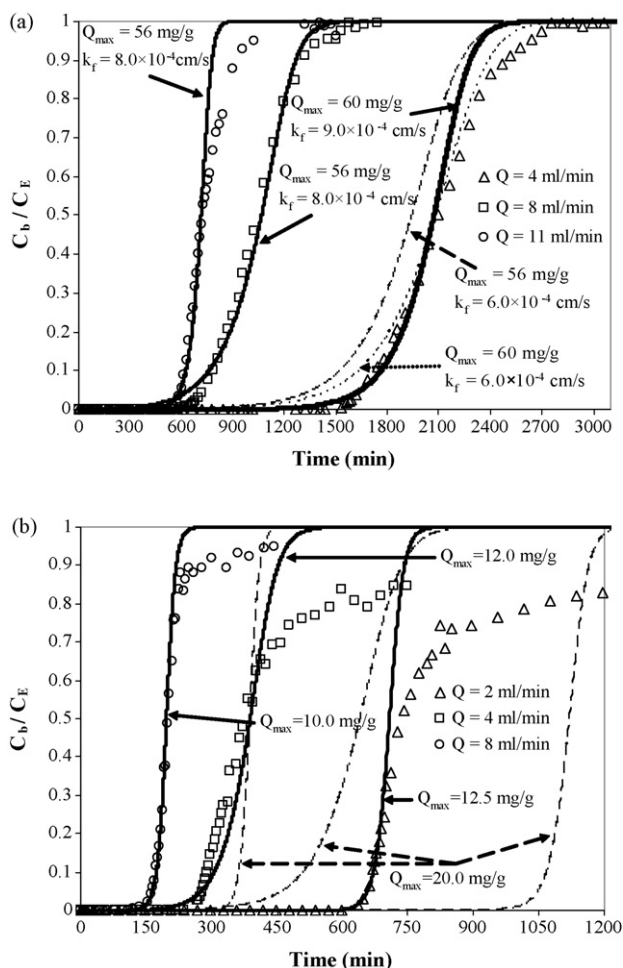 (a)
Qmax = 56 mg/g
kf = 8.0×10-4cm/s
Qmax = 60 mg/g
kf = 9.0×10-4 cm/s
Qmax = 56 mg/g
kf = 8.0×10-4 cm/s
Q = 4 ml/min
Q = 8 ml/min
Q = 11 ml/min
Qmax = 56 mg/g
kf = 6.0×10-4 cm/s
Qmax = 60 mg/g
kf = 6.0×10-4 cm/s
Cb / CE
1
0.9
0.8
0.7
0.6
0.5
0.4
0.3
0.2
0.1
0
0 300 600 900 1200 1500 1800 2100 2400 2700 3000
Time (min)
(b)
Qmax=12.0 mg/g
Qmax=10.0 mg/g
Q = 2 ml/min
Q = 4 ml/min
Q = 8 ml/min
Qmax=12.5 mg/g
Qmax=20.0 mg/g
Cb / CE
1
0.9
0.8
0.7
0.6
0.5
0.4
0.3
0.2
0.1
0
0 150 300 450 600 750 900 1050 1200
Time (min)